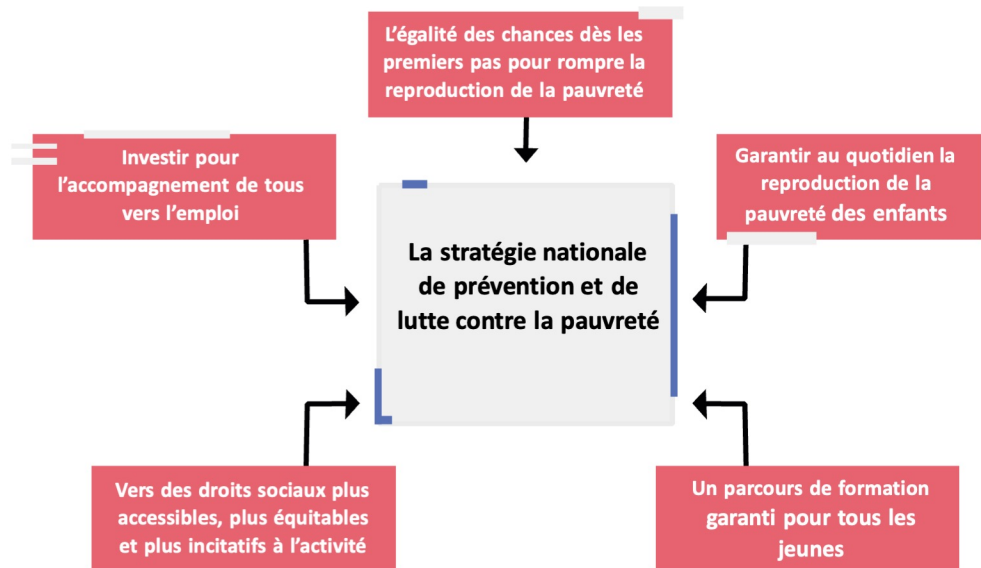 L’égalité des chances dès les
premiers pas pour rompre la
reproduction de la pauvreté
Investir pour
l’accompagnement de tous
vers l’emploi
Garantir au quotidien la
reproduction de la
pauvreté des enfants
La stratégie nationale
de prévention et de
lutte contre la pauvreté
Vers des droits sociaux plus
accessibles, plus équitables
et plus incitatifs à l’activité
Un parcours de formation
garanti pour tous les
jeunes